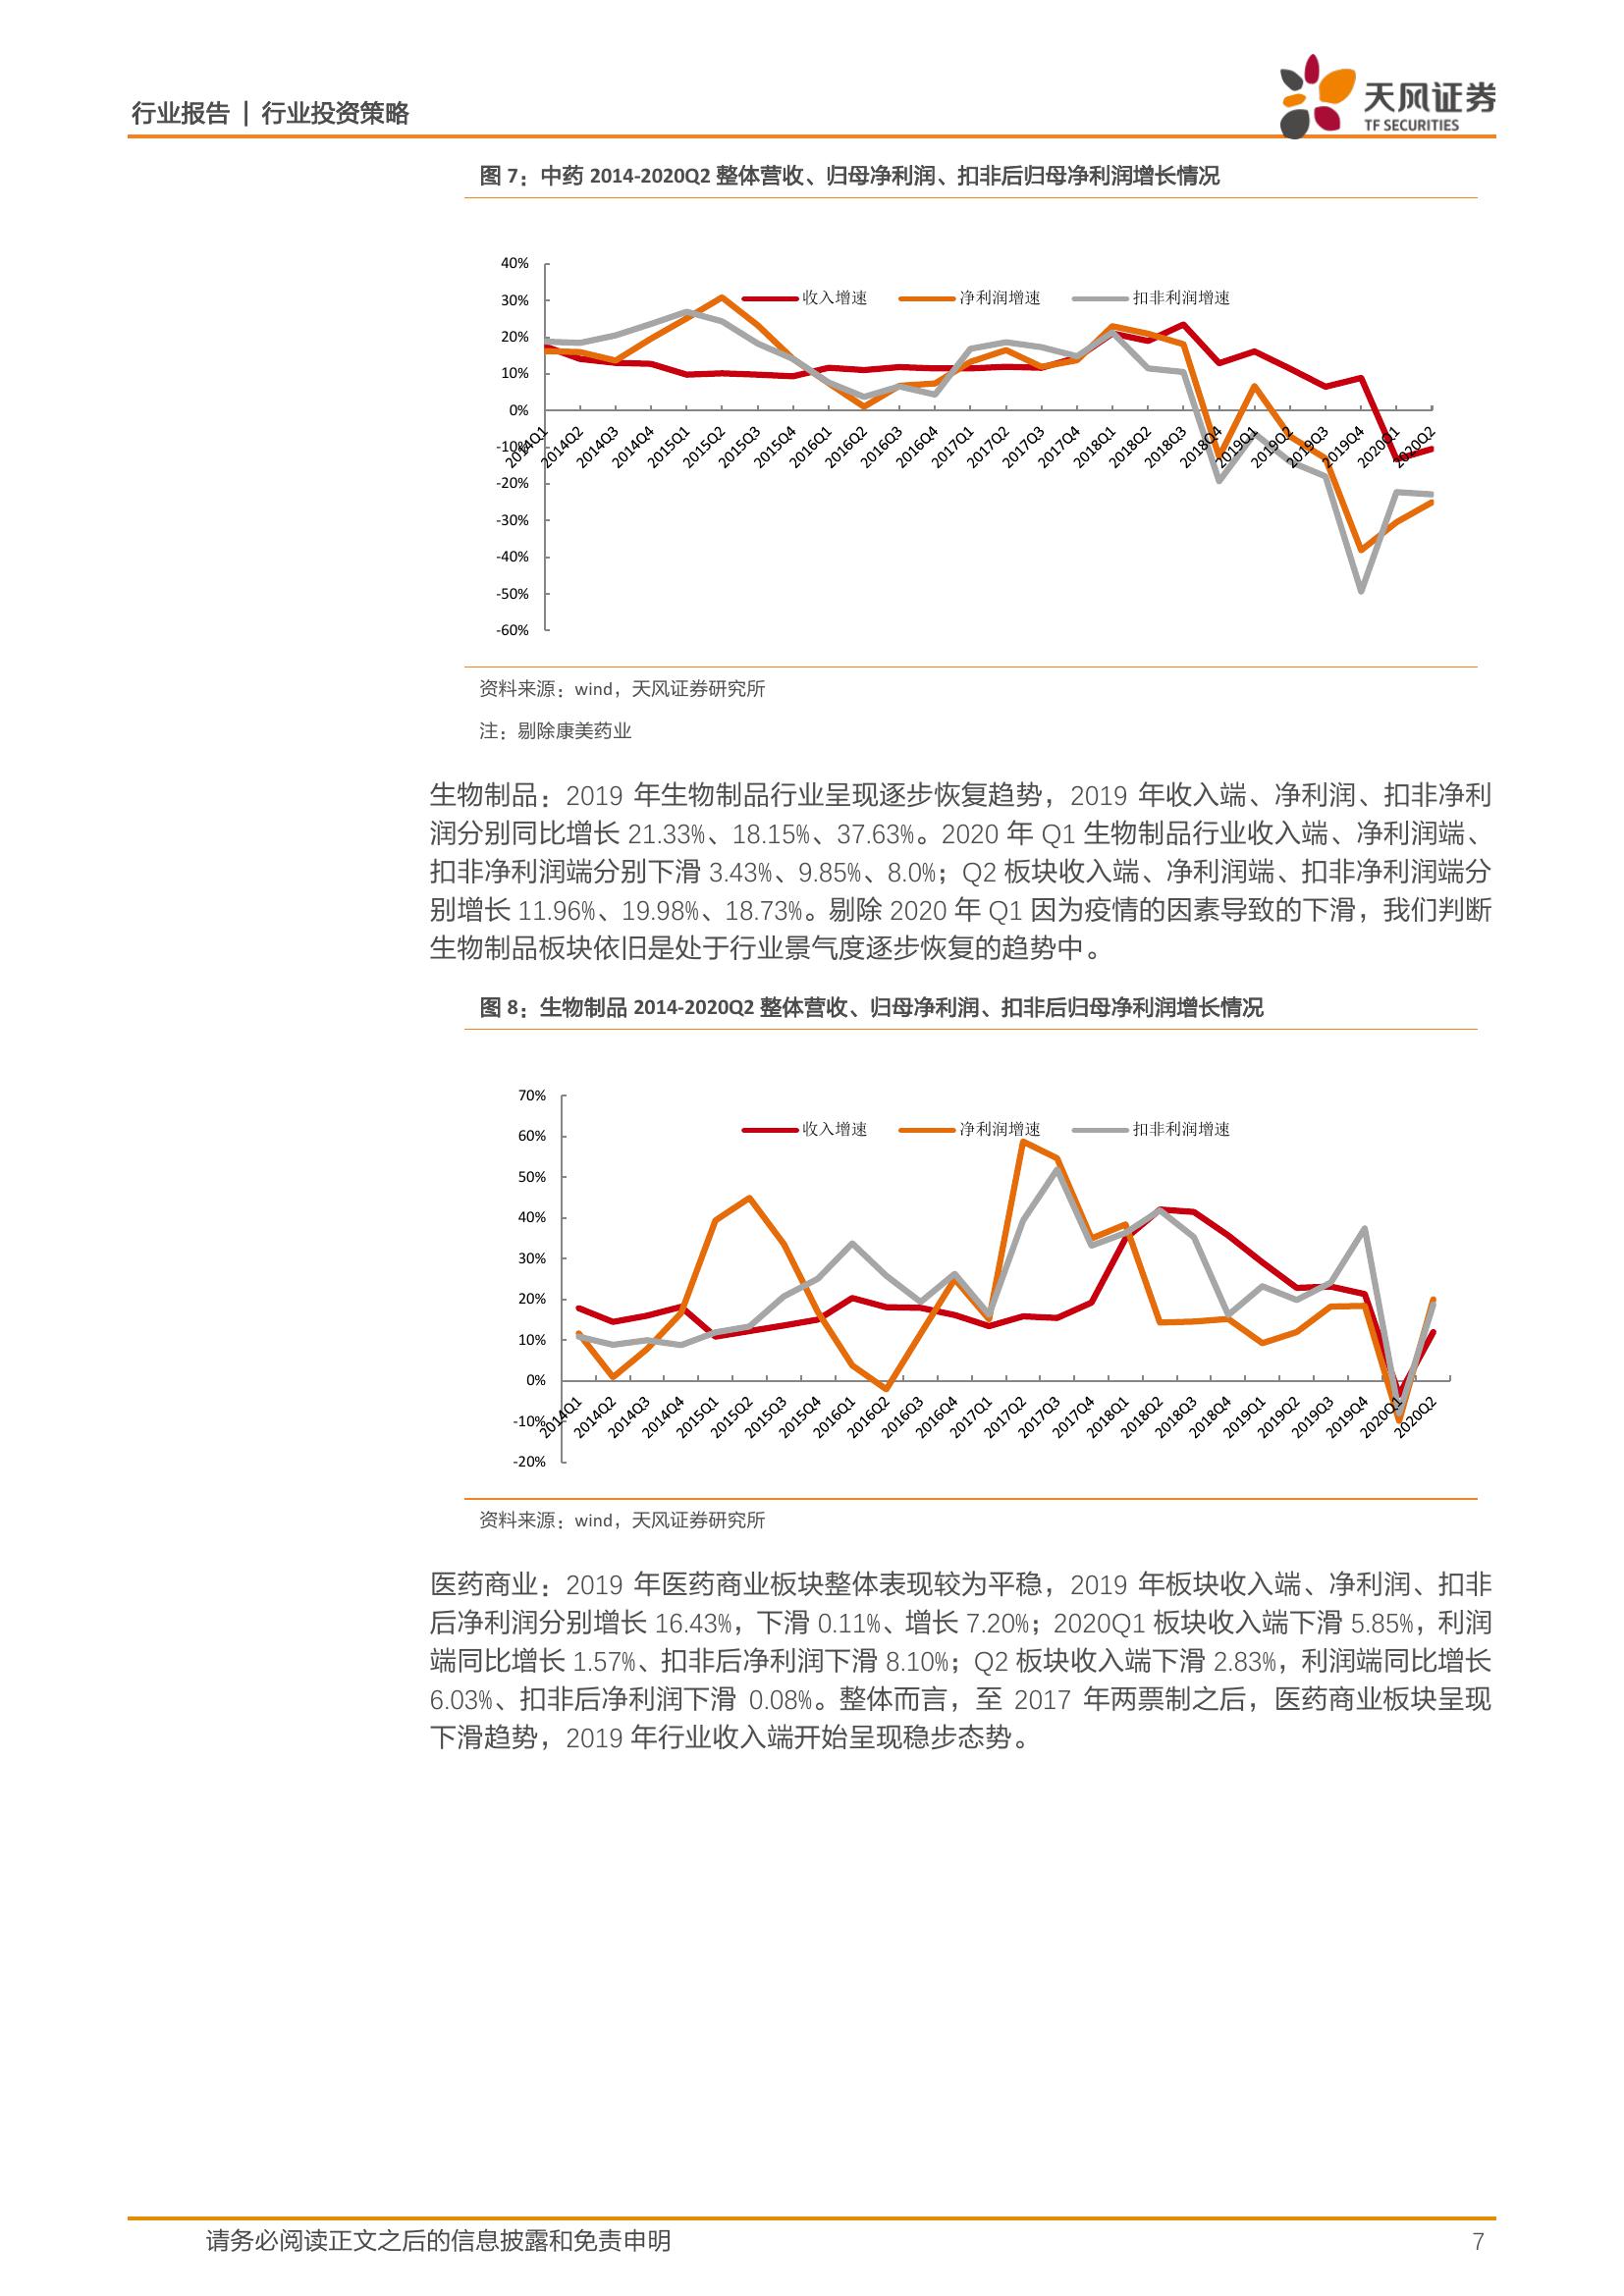 行业报告 | 行业投资策略
天风证券
TF SECURITIES
图 7：中药 2014-2020Q2 整体营收、归母净利润、扣非后归母净利润增长情况
40%
30%
20%
10%
0%
-10%
-20%
-30%
-40%
-50%
-60%
收入增速 净利润增速 扣非利润增速
2014Q1 2014Q2 2014Q3 2014Q4 2015Q1 2015Q2 2015Q3 2015Q4 2016Q1 2016Q2 2016Q3 2016Q4 2017Q1 2017Q2 2017Q3 2017Q4 2018Q1 2018Q2 2018Q3 2018Q4 2019Q1 2019Q2 2019Q3 2019Q4 2020Q1 2020Q2
资料来源：wind，天风证券研究所
注：剔除康美药业
生物制品：2019 年生物制品行业呈现逐步恢复趋势，2019 年收入端、净利润、扣非净利
润分别同比增长 21.33%、18.15%、37.63%。2020 年 Q1 生物制品行业收入端、净利润端、
扣非净利润端分别下滑 3.43%、9.85%、8.0%；Q2 板块收入端、净利润端、扣非净利润端分
别增长 11.96%、19.98%、18.73%。剔除 2020 年 Q1 因为疫情的因素导致的下滑，我们判断
生物制品板块依旧是处于行业景气度逐步恢复的趋势中。
图 8：生物制品 2014-2020Q2 整体营收、归母净利润、扣非后归母净利润增长情况
70%
60%
50%
40%
30%
20%
10%
0%
-10%
-20%
收入增速 净利润增速 扣非利润增速
2014Q1 2014Q2 2014Q3 2014Q4 2015Q1 2015Q2 2015Q3 2015Q4 2016Q1 2016Q2 2016Q3 2016Q4 2017Q1 2017Q2 2017Q3 2017Q4 2018Q1 2018Q2 2018Q3 2018Q4 2019Q1 2019Q2 2019Q3 2019Q4 2020Q1 2020Q2
资料来源：wind，天风证券研究所
医药商业：2019 年医药商业板块整体表现较为平稳，2019 年板块收入端、净利润、扣非
后净利润分别增长 16.43%，下滑 0.11%、增长 7.20%；2020Q1 板块收入端下滑 5.85%，利润
端同比增长 1.57%、扣非后净利润下滑 8.10%；Q2 板块收入端下滑 2.83%，利润端同比增长
6.03%、扣非后净利润下滑 0.08%。整体而言，至 2017 年两票制之后，医药商业板块呈现
下滑趋势，2019 年行业收入端开始呈现稳步态势。
请务必阅读正文之后的信息披露和免责申明 7